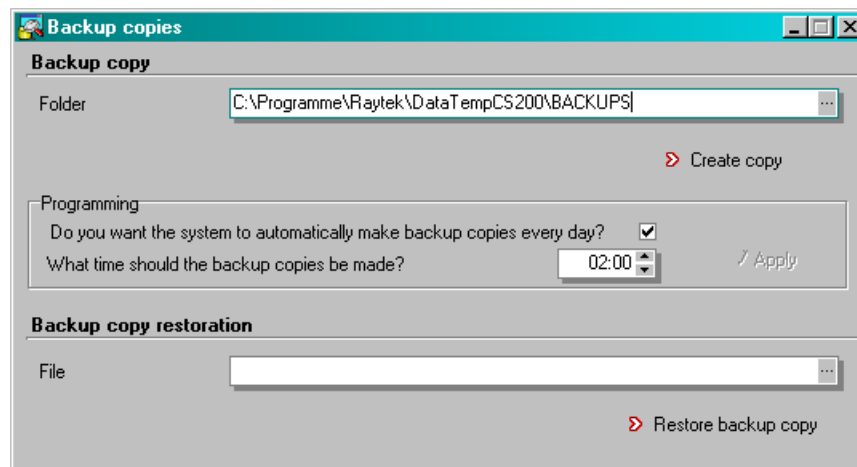 Backup copies
Backup copy
Folder C:\Programme\Raytek\DataTempCS200\BACKUPS ...
Create copy
Programming
Do you want the system to automatically make backup copies every day?
What time should the backup copies be made? 02:00 Apply
Backup copy restoration
File ...
Restore backup copy